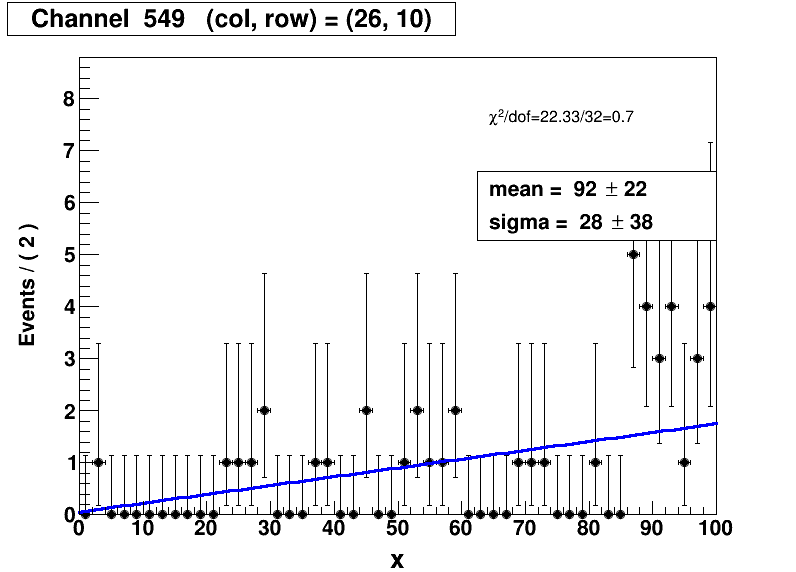 Channel 549 (col, row) = (26, 10)
χ²/dof=22.33/32=0.7
mean = 92 ± 22
sigma = 28 ± 38
Events / ( 2 )
8
7
6
5
4
3
2
1
0
0 10 20 30 40 50 60 70 80 90 100
x